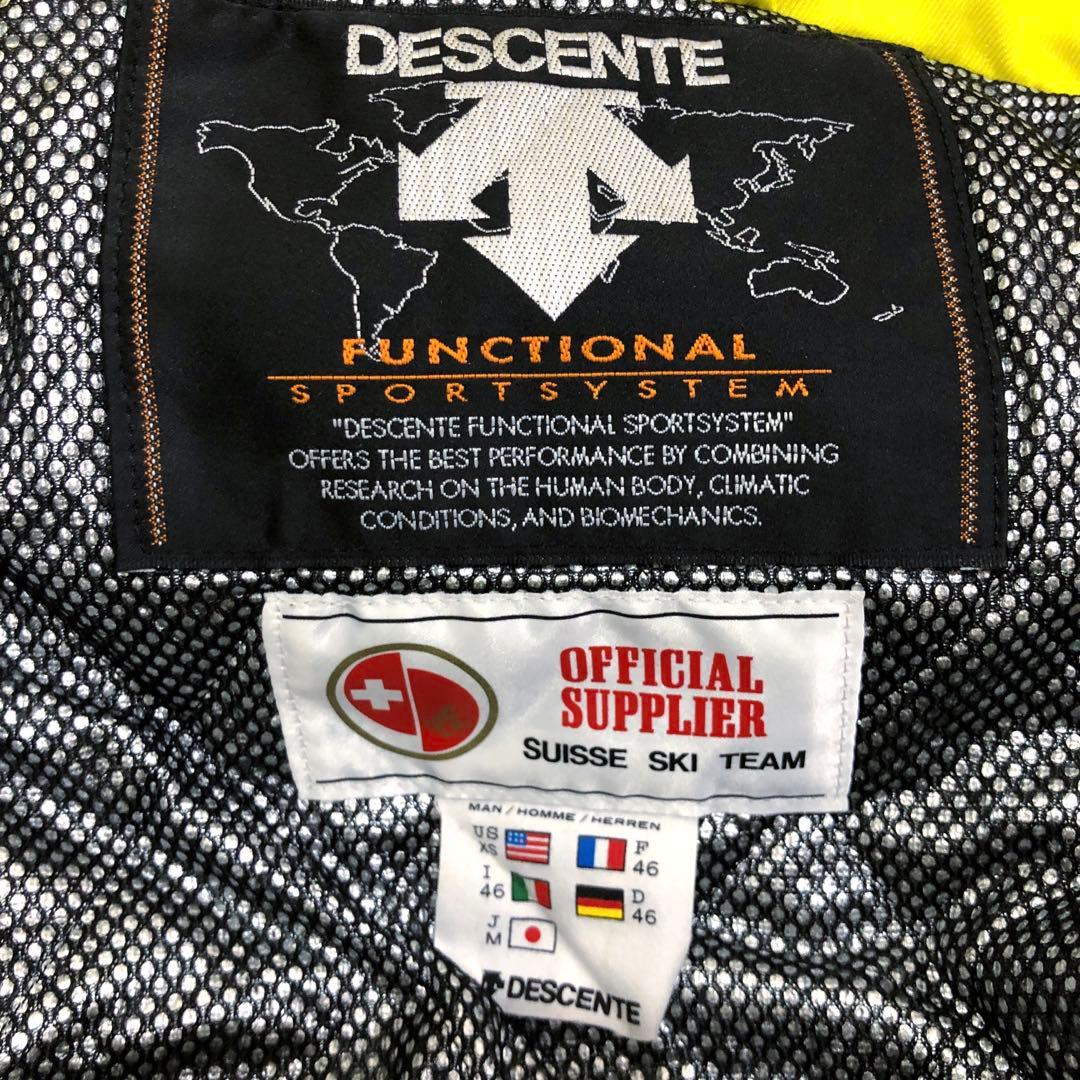 DESCENTE
FUNCTIONAL
SPORTSYSTEM
"DESCENTE FUNCTIONAL SPORTSYSTEM"
OFFERS THE BEST PERFORMANCE BY COMBINING
RESEARCH ON THE HUMAN BODY, CLIMATIC
CONDITIONS, AND BIOMECHANICS.
OFFICIAL
SUPPLIER
SUISSE SKI TEAM
MAN / HOMME / HERREN
US F
XS 46
I D
46 46
J
M
DESCENTE